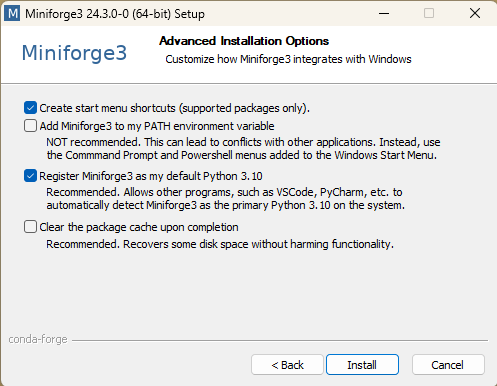 M Miniforge3 24.3.0-0 (64-bit) Setup
Miniforge3
Advanced Installation Options
Customize how Miniforge3 integrates with Windows
Create start menu shortcuts (supported packages only).
Add Miniforge3 to my PATH environment variable
NOT recommended. This can lead to conflicts with other applications. Instead, use
the Commmand Prompt and Powershell menus added to the Windows Start Menu.
Register Miniforge3 as my default Python 3.10
Recommended. Allows other programs, such as VSCode, PyCharm, etc. to
automatically detect Miniforge3 as the primary Python 3.10 on the system.
Clear the package cache upon completion
Recommended. Recovers some disk space without harming functionality.
conda-forge
< Back
Install
Cancel